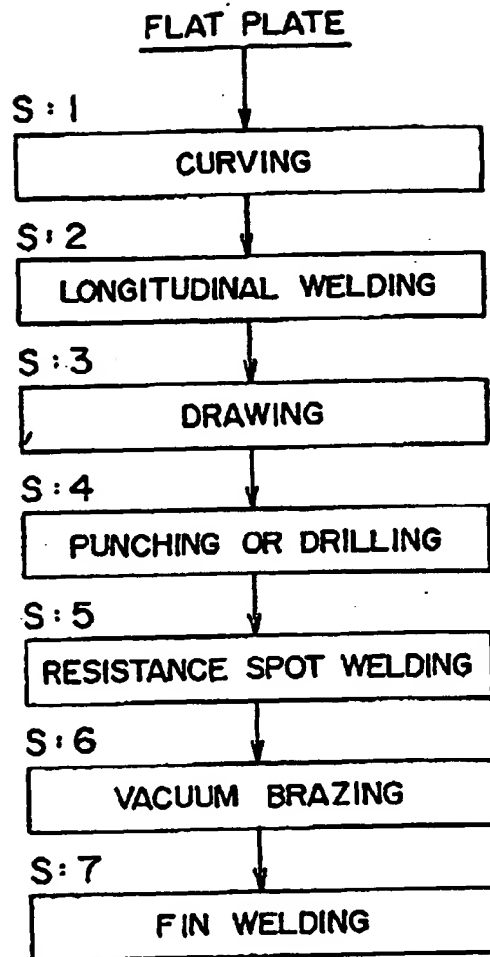 FLAT PLATE
S:1
CURVING
S:2
LONGITUDINAL WELDING
S:3
DRAWING
S:4
PUNCHING OR DRILLING
S:5
RESISTANCE SPOT WELDING
S:6
VACUUM BRAZING
S:7
FIN WELDING